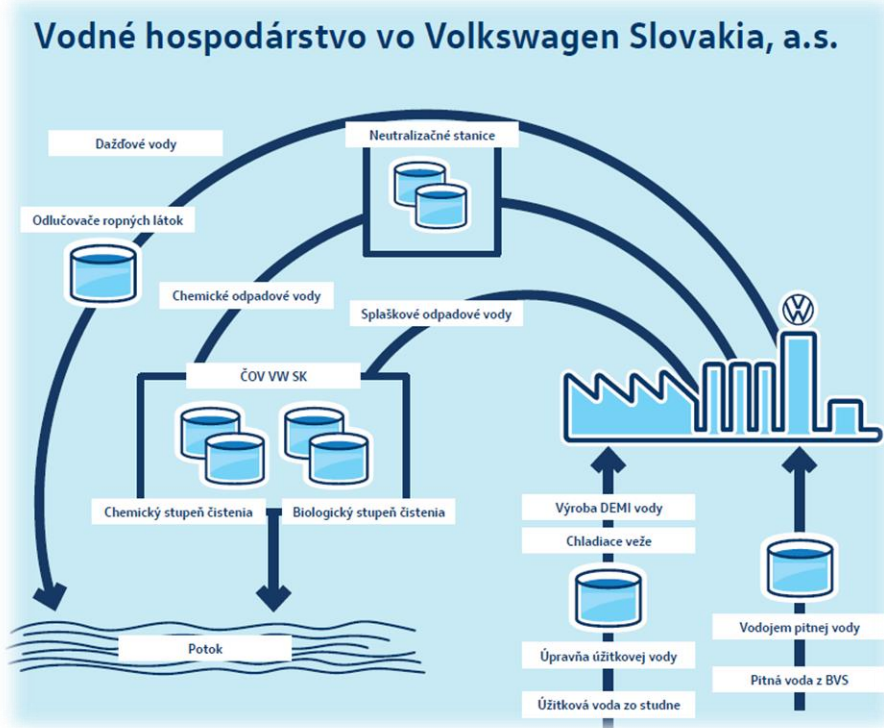 Vodné hospodárstvo vo Volkswagen Slovakia, a.s.
Dažďové vody
Neutralizačné stanice
Odlučovače ropných látok
Chemické odpadové vody
Splaškové odpadové vody
ČOV VW SK
Chemický stupeň čistenia
Biologický stupeň čistenia
Potok
Výroba DEMI vody
Chladiace veže
Úpravňa úžitkovej vody
Úžitková voda zo studne
Vodojem pitnej vody
Pitná voda z BVS